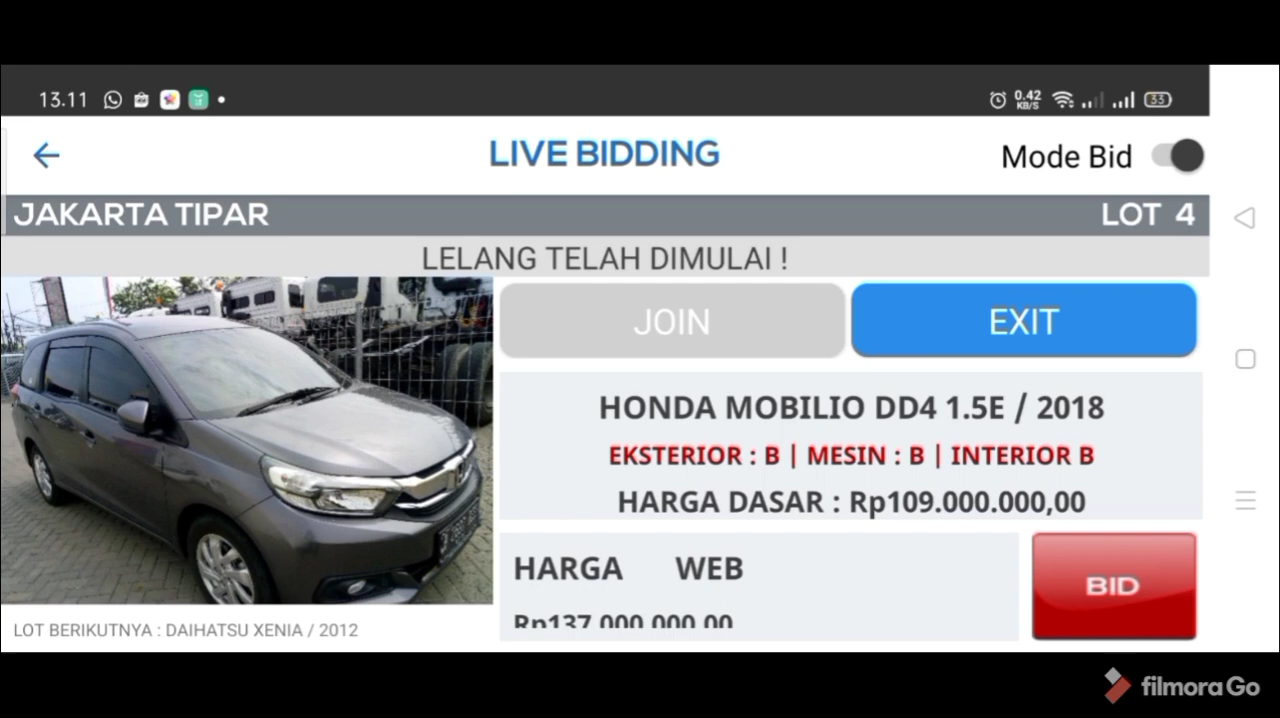 13.11
0.42
KB/S
33
LIVE BIDDING
Mode Bid
JAKARTA TIPAR
LOT 4
LELANG TELAH DIMULAI !
JOIN
EXIT
HONDA MOBILIO DD4 1.5E / 2018
EKSTERIOR : B | MESIN : B | INTERIOR B
HARGA DASAR : Rp109.000.000,00
HARGA WEB
Rp137.000.000,00
BID
LOT BERIKUTNYA : DAIHATSU XENIA / 2012
filmoraGo